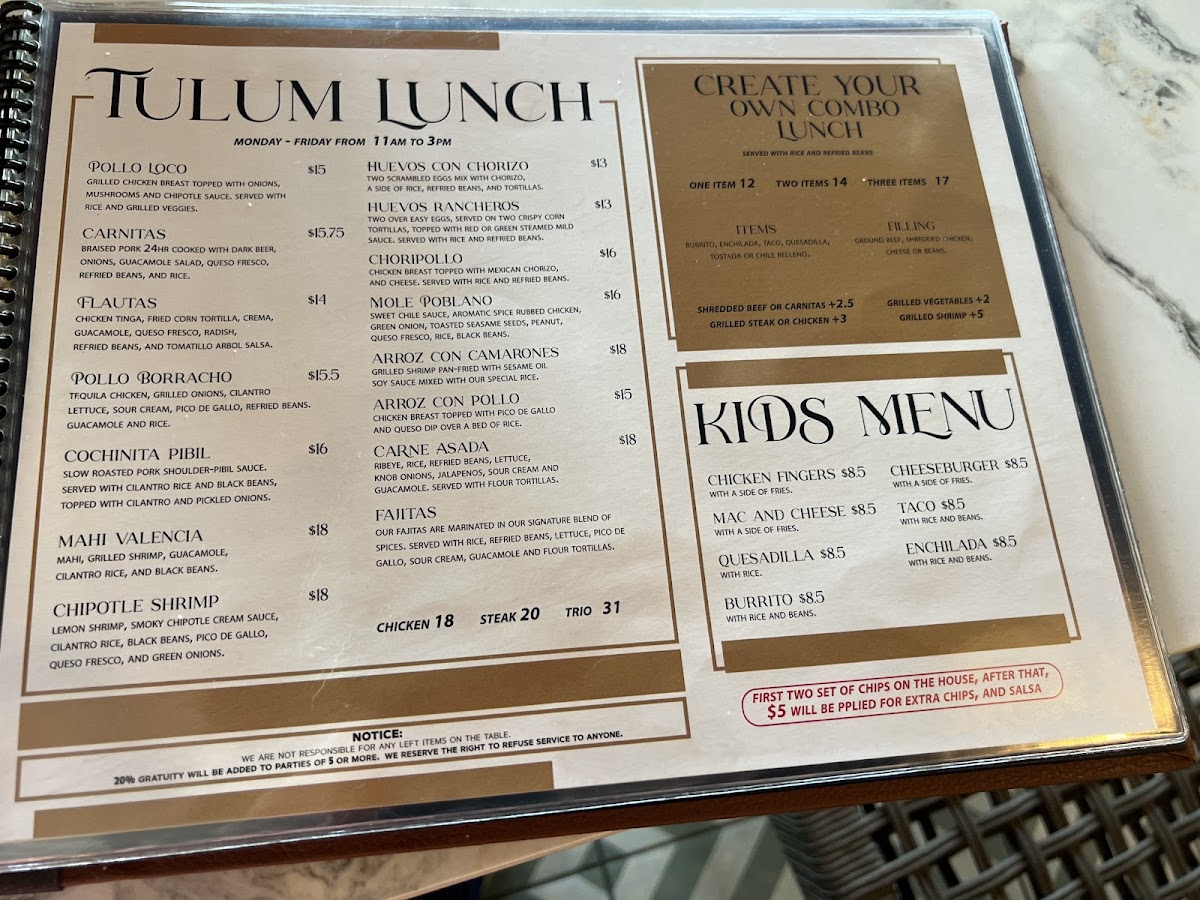 TULUM LUNCH
MONDAY - FRIDAY FROM 11AM TO 3PM
POLLO LOCO $15
GRILLED CHICKEN BREAST TOPPED WITH ONIONS,
MUSHROOMS AND CHIPOTLE SAUCE. SERVED WITH
RICE AND GRILLED VEGGIES.
CARNITAS $15.75
BRAISED PORK 24HR COOKED WITH DARK BEER,
ONIONS, GUACAMOLE SALAD, QUESO FRESCO,
REFRIED BEANS, AND RICE.
FLAUTAS $14
CHICKEN TINGA, FRIED CORN TORTILLA, CREMA,
GUACAMOLE, QUESO FRESCO, RADISH,
REFRIED BEANS, AND TOMATILLO ARBOL SALSA.
POLLO BORRACHO $15.5
TEQUILA CHICKEN, GRILLED ONIONS, CILANTRO
LETTUCE, SOUR CREAM, PICO DE GALLO, REFRIED BEANS.
GUACAMOLE AND RICE.
COCHINITA PIBIL $16
SLOW ROASTED PORK SHOULDER-PIBIL SAUCE.
SERVED WITH CILANTRO RICE AND BLACK BEANS,
TOPPED WITH CILANTRO AND PICKLED ONIONS.
MAHI VALENCIA $18
MAHI, GRILLED SHRIMP, GUACAMOLE,
CILANTRO RICE, AND BLACK BEANS.
CHIPOTLE SHRIMP $18
LEMON SHRIMP, SMOKY CHIPOTLE CREAM SAUCE,
CILANTRO RICE, BLACK BEANS, PICO DE GALLO,
QUESO FRESCO, AND GREEN ONIONS.
HUEVOS CON CHORIZO $13
TWO SCRAMBLED EGGS MIX WITH CHORIZO,
A SIDE OF RICE, REFRIED BEANS, AND TORTILLAS.
HUEVOS RANCHEROS $13
TWO OVER EASY EGGS, SERVED ON TWO CRISPY CORN
TORTILLAS, TOPPED WITH RED OR GREEN STEAMED MILD
SAUCE. SERVED WITH RICE AND REFRIED BEANS.
CHORIPOLLO $16
CHICKEN BREAST TOPPED WITH MEXICAN CHORIZO,
AND CHEESE. SERVED WITH RICE AND REFRIED BEANS.
MOLE POBLANO $16
SWEET CHILE SAUCE, AROMATIC SPICE RUBBED CHICKEN,
GREEN ONION, TOASTED SEASAME SEEDS, PEANUT,
QUESO FRESCO, RICE, BLACK BEANS.
ARROZ CON CAMARONES $18
GRILLED SHRIMP PAN-FRIED WITH SESAME OIL
SOY SAUCE MIXED WITH OUR SPECIAL RICE.
ARROZ CON POLLO $15
CHICKEN BREAST TOPPED WITH PICO DE GALLO
AND QUESO DIP OVER A BED OF RICE.
CARNE ASADA $18
RIBEYE, RICE, REFRIED BEANS, LETTUCE,
KNOB ONIONS, JALAPENOS, SOUR CREAM AND
GUACAMOLE. SERVED WITH FLOUR TORTILLAS.
FAJITAS
OUR FAJITAS ARE MARINATED IN OUR SIGNATURE BLEND OF
SPICES. SERVED WITH RICE, REFRIED BEANS, LETTUCE, PICO DE
GALLO, SOUR CREAM, GUACAMOLE AND FLOUR TORTILLAS.
CHICKEN 18 STEAK 20 TRIO 31
NOTICE:
WE ARE NOT RESPONSIBLE FOR ANY LEFT ITEMS ON THE TABLE.
20% GRATUITY WILL BE ADDED TO PARTIES OF 5 OR MORE. WE RESERVE THE RIGHT TO REFUSE SERVICE TO ANYONE.
CREATE YOUR
OWN COMBO
LUNCH
SERVED WITH RICE AND REFRIED BEANS
ONE ITEM 12 TWO ITEMS 14 THREE ITEMS 17
ITEMS
BURRITO, ENCHILADA, TACO, QUESADILLA,
TOSTADA OR CHILE RELLENO.
FILLING
GROUND BEEF, SHREDDED CHICKEN,
CHEESE OR BEANS.
SHREDDED BEEF OR CARNITAS +2.5
GRILLED STEAK OR CHICKEN +3
GRILLED VEGETABLES +2
GRILLED SHRIMP +5
KIDS MENU
CHICKEN FINGERS $8.5
WITH A SIDE OF FRIES.
MAC AND CHEESE $8.5
WITH A SIDE OF FRIES.
QUESADILLA $8.5
WITH RICE.
BURRITO $8.5
WITH RICE AND BEANS.
CHEESEBURGER $8.5
WITH A SIDE OF FRIES.
TACO $8.5
WITH RICE AND BEANS.
ENCHILADA $8.5
WITH RICE AND BEANS.
FIRST TWO SET OF CHIPS ON THE HOUSE, AFTER THAT,
$5 WILL BE PPLIED FOR EXTRA CHIPS, AND SALSA